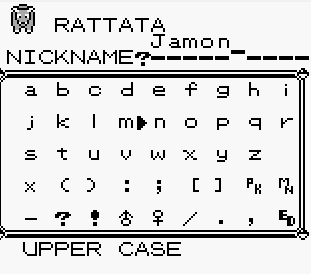 RATTATA
Jamon
NICKNAME?
a b c d e f g h i
j k l m n o p q r
s t u v w x y z
× ( ) : ; [ ] PK MN
- ? ! ♂ ♀ / . , ED
UPPER CASE